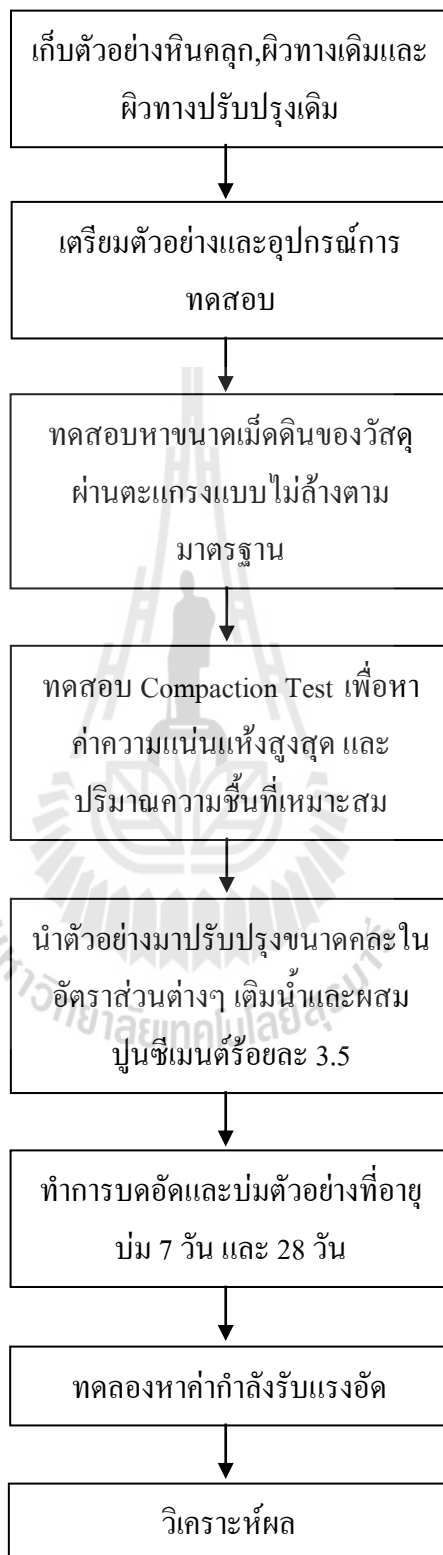 เก็บตัวอย่างหินคลุก,ผิวทางเดิมและ
ผิวทางปรับปรุงเดิม
เตรียมตัวอย่างและอุปกรณ์การ
ทดสอบ
ทดสอบหาขนาดเม็ดดินของวัสดุ
ผ่านตะแกรงแบบไม่ล้างตาม
มาตรฐาน
ทดสอบ Compaction Test เพื่อหา
ค่าความแน่นแห้งสูงสุด และ
ปริมาณความชื้นที่เหมาะสม
นำตัวอย่างมาปรับปรุงขนาดคละใน
อัตราส่วนต่างๆ เติมน้ำและผสม
ปูนซีเมนต์ร้อยละ 3.5
ทำการบดอัดและบ่มตัวอย่างที่อายุ
บ่ม 7 วัน และ 28 วัน
ทดลองหาค่ากำลังรับแรงอัด
วิเคราะห์ผล